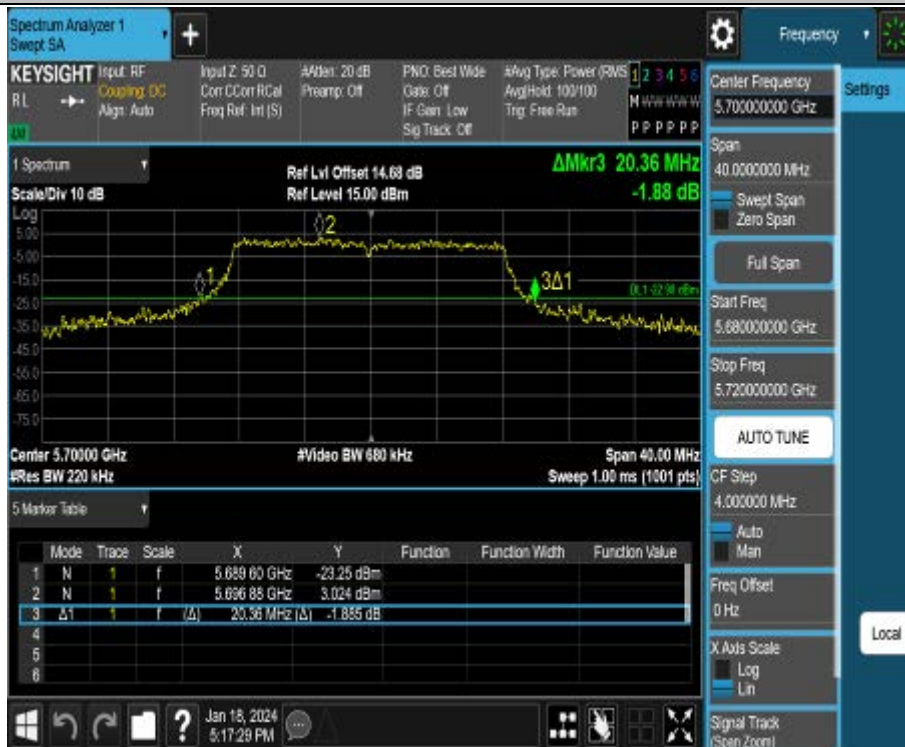 Spectrum Analyzer 1
Swept SA
+
Frequency
KEYSIGHT
RL
Input: RF
Coupling: DC
Align: Auto
Input Z: 50 Ω
Corr CCorr RCal
Freq Ref: Int (S)
#Atten: 20 dB
Preamp: Off
PNO: Best Wide
Gate: Off
IF Gain: Low
Sig Track: Off
#Avg Type: Power (RMS
Avg|Hold: 100/100
Trig: Free Run
1 2 3 4 5 6
M W W W W W
P P P P P P
1 Spectrum
Scale/Div 10 dB
Ref Lvl Offset 14.68 dB
Ref Level 15.00 dBm
ΔMkr3 20.36 MHz
-1.88 dB
Log
5.00
-5.00
-15.0
-25.0
-35.0
-45.0
-55.0
-65.0
-75.0
1
2
3Δ1
Center 5.70000 GHz
#Video BW 680 kHz
Span 40.00 MHz
#Res BW 220 kHz
Sweep 1.00 ms (1001 pts)
5 Marker Table
Mode Trace Scale X Y Function Function Width Function Value
1 N 1 f 5.689 60 GHz -23.25 dBm
2 N 1 f 5.696 88 GHz 3.024 dBm
3 Δ1 1 f (Δ) 20.36 MHz (Δ) -1.885 dB
4
5
6
Jan 18, 2024
5:17:29 PM
?
Center Frequency
5.700000000 GHz
Span
40.0000000 MHz
Swept Span
Zero Span
Full Span
Start Freq
5.680000000 GHz
Stop Freq
5.720000000 GHz
AUTO TUNE
CF Step
4.000000 MHz
Auto
Man
Freq Offset
0 Hz
X Axis Scale
Log
Lin
Signal Track
(Span Zoom)
Settings
Local